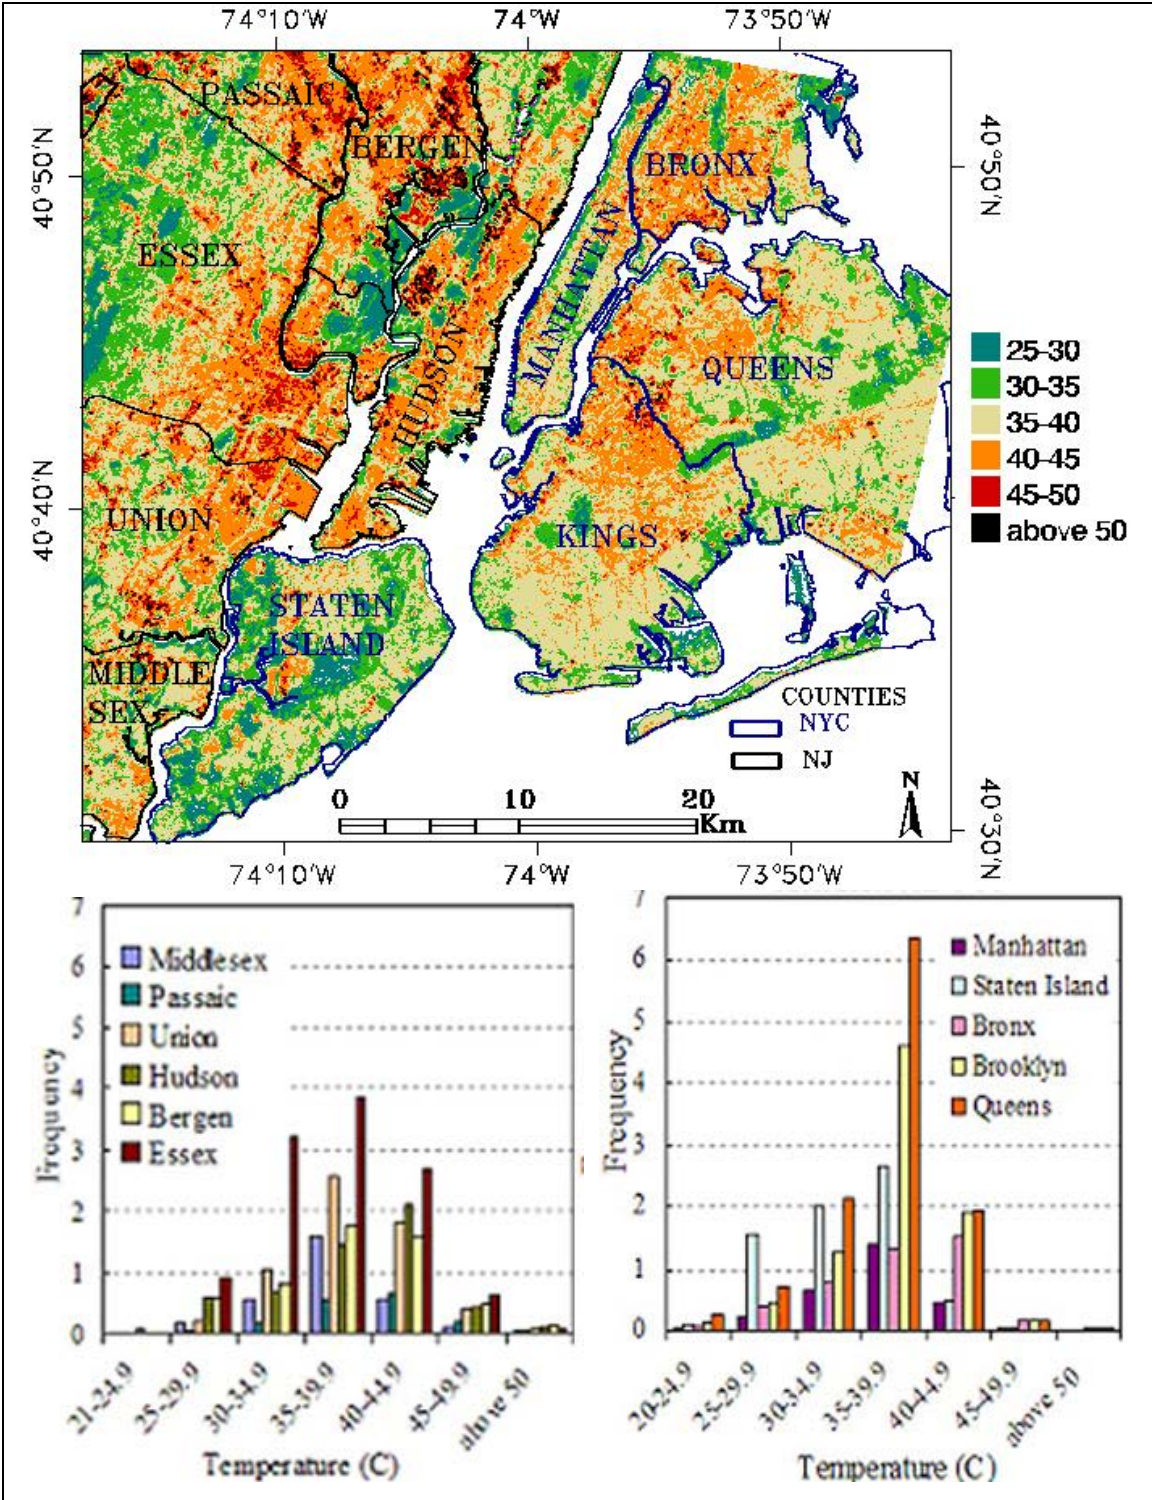 74°10'W 74°W 73°50'W
PASSAIC
BERGEN
BRONX
40°50'N
40°50'N
ESSEX
MANHATTAN
HUDSON
QUEENS
25-30
30-35
35-40
40-45
45-50
above 50
40°40'N
UNION
KINGS
STATEN
ISLAND
MIDDLE
SEX
COUNTIES
NYC
NJ
0 10 20
Km
N
40°30'N
74°10'W 74°W 73°50'W
7
6
5
4
3
2
1
0
Frequency
Middlesex
Passaic
Union
Hudson
Bergen
Essex
21-24.9
25-29.9
30-34.9
35-39.9
40-44.9
45-49.9
above 50
Temperature (C)
7
6
5
4
3
2
1
0
Frequency
Manhattan
Staten Island
Bronx
Brooklyn
Queens
20-24.9
25-29.9
30-34.9
35-39.9
40-44.9
45-49.9
above 50
Temperature (C)